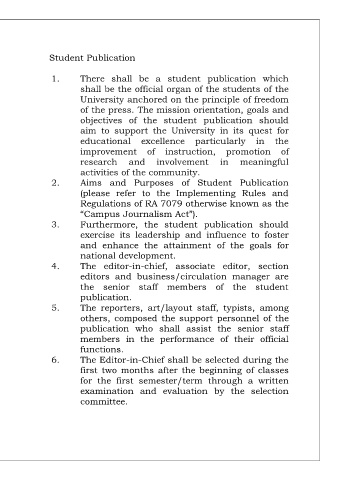 Student Publication
1. There shall be a student publication which
shall be the official organ of the students of the
University anchored on the principle of freedom
of the press. The mission orientation, goals and
objectives of the student publication should
aim to support the University in its quest for
educational excellence particularly in the
improvement of instruction, promotion of
research and involvement in meaningful
activities of the community.
2. Aims and Purposes of Student Publication
(please refer to the Implementing Rules and
Regulations of RA 7079 otherwise known as the
“Campus Journalism Act”).
3. Furthermore, the student publication should
exercise its leadership and influence to foster
and enhance the attainment of the goals for
national development.
4. The editor-in-chief, associate editor, section
editors and business/circulation manager are
the senior staff members of the student
publication.
5. The reporters, art/layout staff, typists, among
others, composed the support personnel of the
publication who shall assist the senior staff
members in the performance of their official
functions.
6. The Editor-in-Chief shall be selected during the
first two months after the beginning of classes
for the first semester/term through a written
examination and evaluation by the selection
committee.